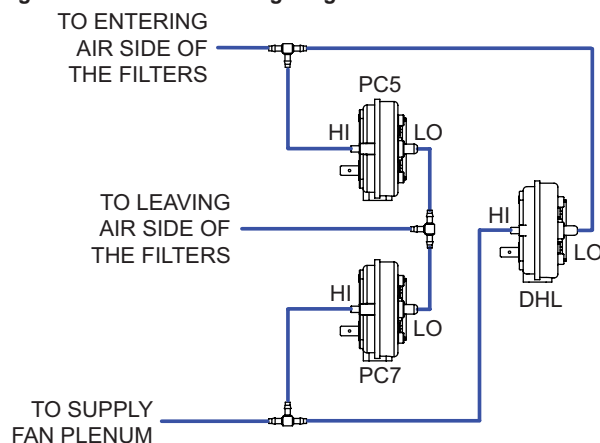 TO ENTERING
AIR SIDE OF
THE FILTERS
PC5
HI
LO
TO LEAVING
AIR SIDE OF
THE FILTERS
HI
LO
DHL
HI
LO
PC7
TO SUPPLY
FAN PLENUM